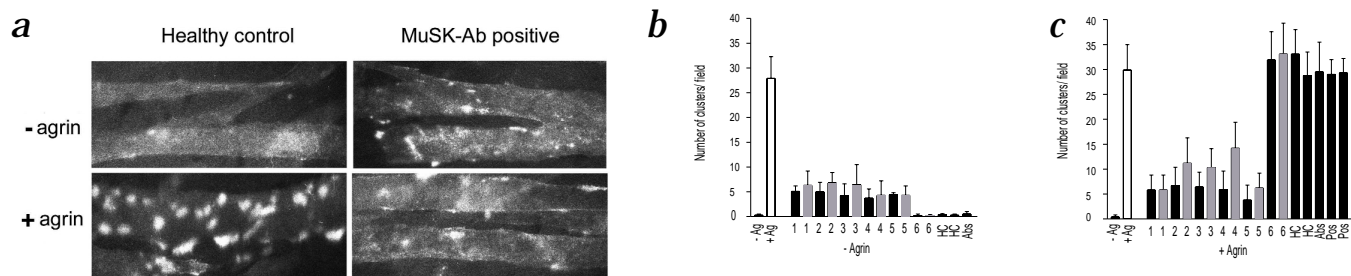 a
Healthy control
MuSK-Ab positive
- agrin
+ agrin
b
Number of clusters/ field
40
35
30
25
20
15
10
5
0
- Ag
+ Ag
1 1 2 2 3 3 4 4 5 5 6 6 HC HC Abs
- Agrin
c
Number of clusters/ field
40
35
30
25
20
15
10
5
0
- Ag
+ Ag
1 1 2 2 3 3 4 4 5 5 6 6 HC HC Abs Pos Pos
+ Agrin